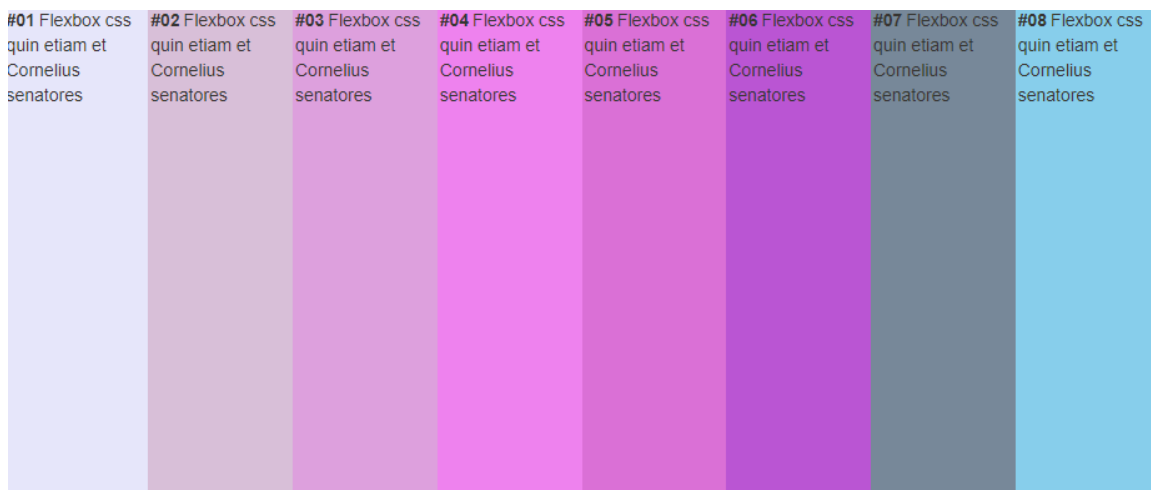 #01 Flexbox css
quin etiam et
Cornelius
senatores
#02 Flexbox css
quin etiam et
Cornelius
senatores
#03 Flexbox css
quin etiam et
Cornelius
senatores
#04 Flexbox css
quin etiam et
Cornelius
senatores
#05 Flexbox css
quin etiam et
Cornelius
senatores
#06 Flexbox css
quin etiam et
Cornelius
senatores
#07 Flexbox css
quin etiam et
Cornelius
senatores
#08 Flexbox css
quin etiam et
Cornelius
senatores